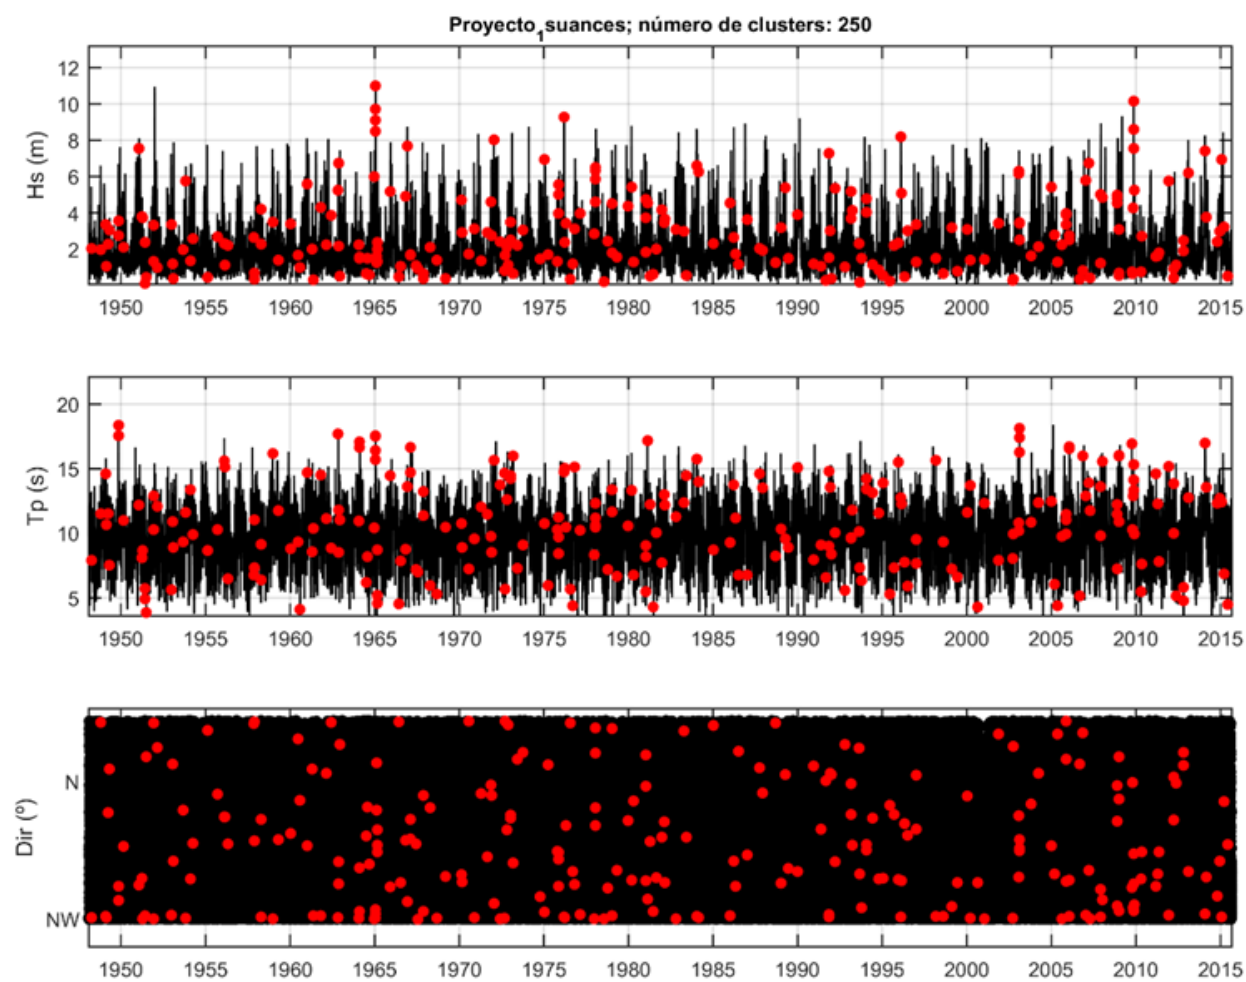 Proyecto₁suances; número de clusters: 250
Hs (m)
12
10
8
6
4
2
1950 1955 1960 1965 1970 1975 1980 1985 1990 1995 2000 2005 2010 2015
Tp (s)
20
15
10
5
1950 1955 1960 1965 1970 1975 1980 1985 1990 1995 2000 2005 2010 2015
Dir (º)
N
NW
1950 1955 1960 1965 1970 1975 1980 1985 1990 1995 2000 2005 2010 2015